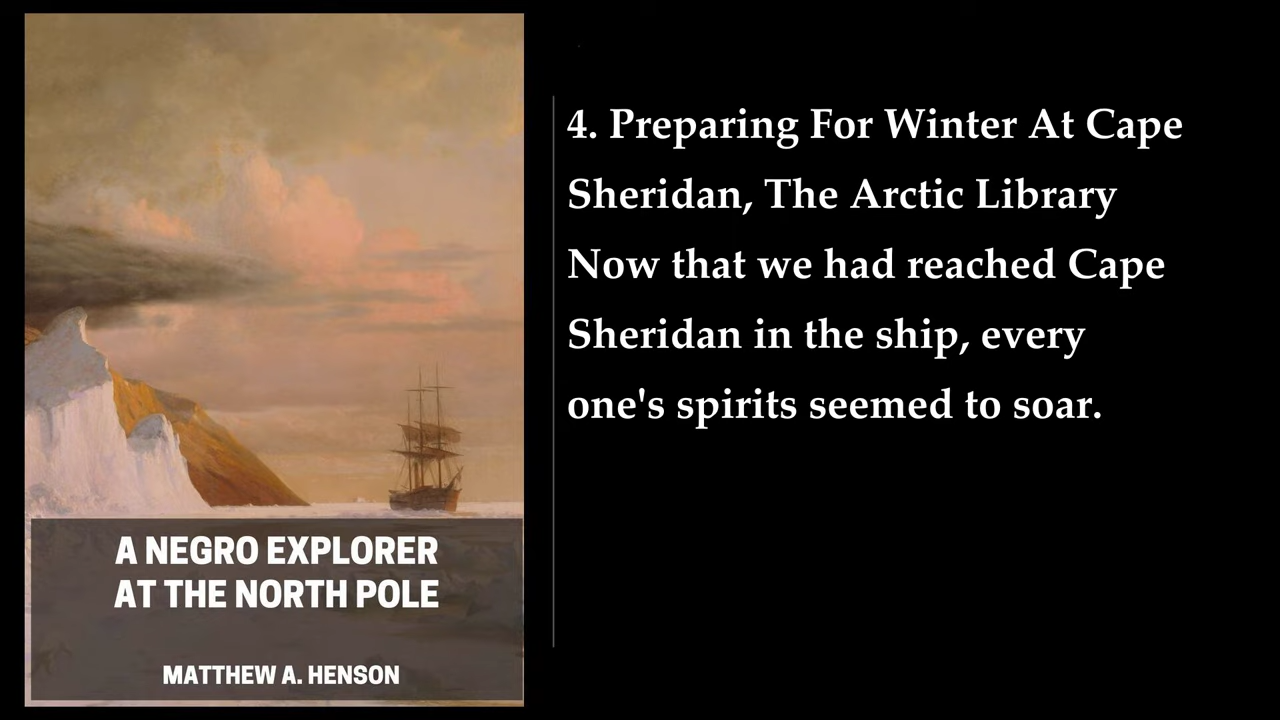 4. Preparing For Winter At Cape
Sheridan, The Arctic Library
Now that we had reached Cape
Sheridan in the ship, every
one's spirits seemed to soar.
A NEGRO EXPLORER
AT THE NORTH POLE
MATTHEW A. HENSON